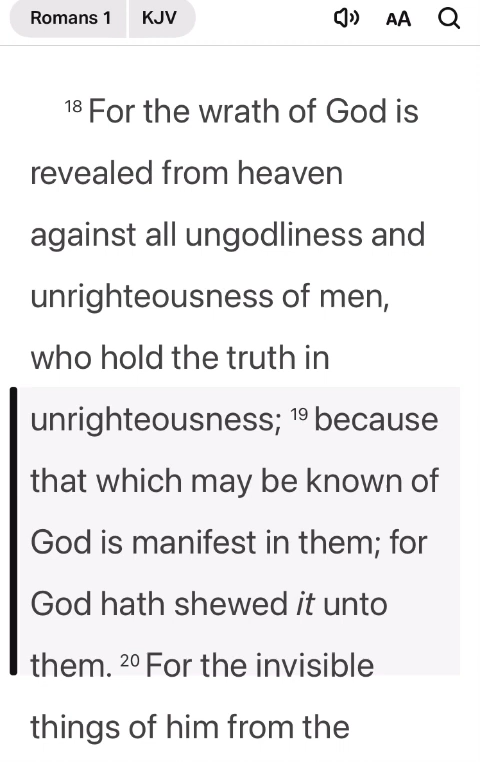 Romans 1 KJV AA
18 For the wrath of God is
revealed from heaven
against all ungodliness and
unrighteousness of men,
who hold the truth in
unrighteousness; 19 because
that which may be known of
God is manifest in them; for
God hath shewed it unto
them. 20 For the invisible
things of him from the